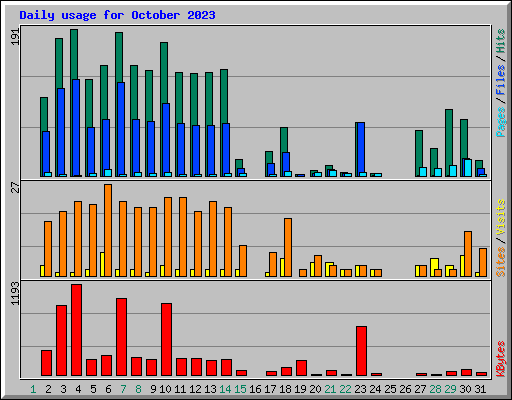 Daily usage for October 2023
191
27
1193
Pages / Files / Hits
Sites / Visits
KBytes
1 2 3 4 5 6 7 8 9 10 11 12 13 14 15 16 17 18 19 20 21 22 23 24 25 26 27 28 29 30 31